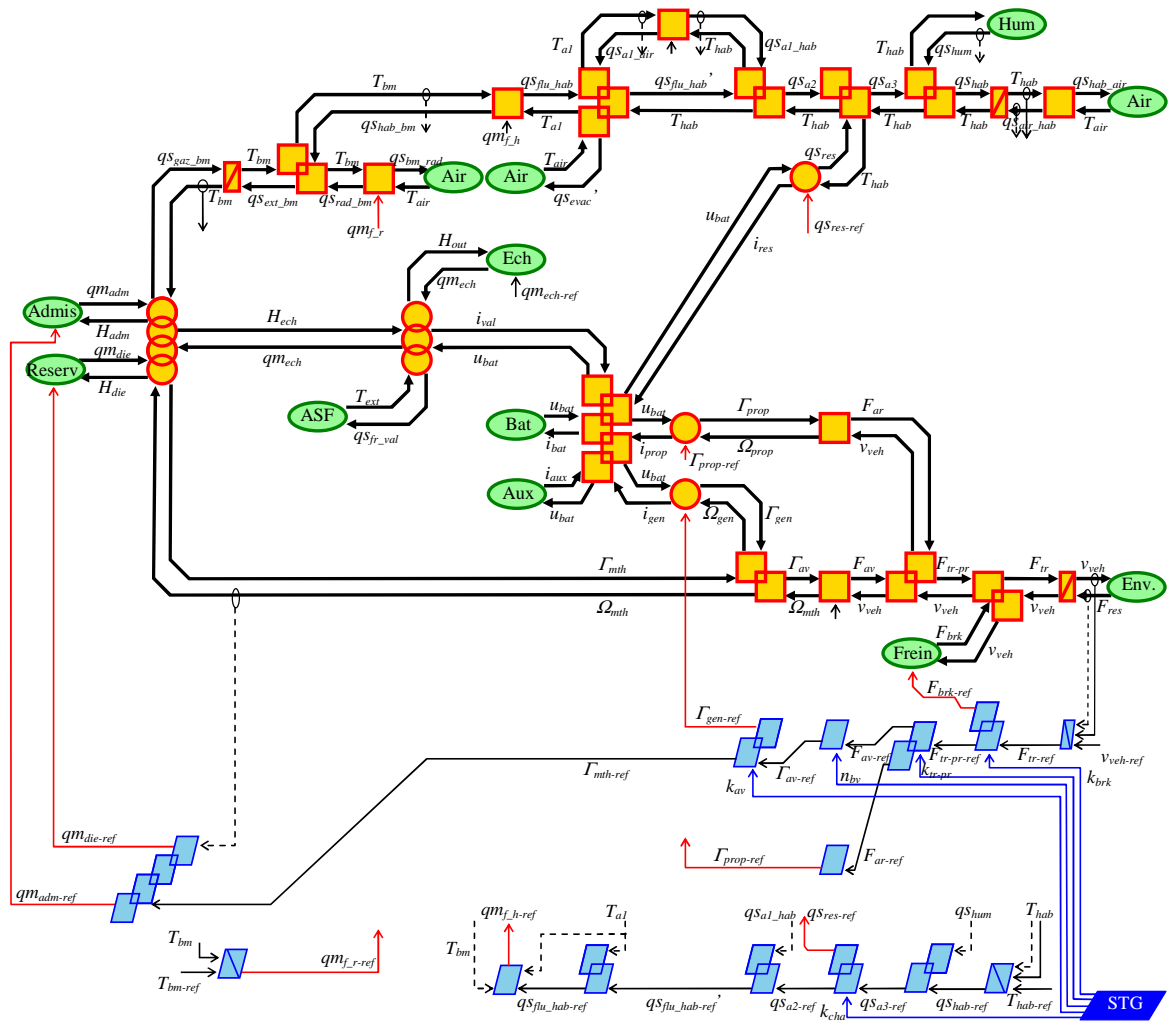 Hum
T_a1 qs_a1_air T_hab qs_a1_hab T_hab qs_hum
T_bm qs_flu_hab qs_flu_hab' qs_a2 qs_a3 qs_hab T_hab qs_hab_air
Air
qs_hab_bm T_a1 T_hab T_hab T_hab T_hab qs_air_hab T_air
qm_f_h
qs_gaz_bm T_bm T_bm qs_bm_rad T_air qs_res
Air Air
T_bm qs_ext_bm qs_rad_bm T_air qs_evac' T_hab
qm_f_r u_bat qs_res-ref
H_out i_res
Ech
qm_ech
qm_adm qm_ech-ref
Admis
H_adm H_ech i_val
qm_die qm_ech u_bat
Reserv
H_die
T_ext
ASF u_bat u_bat Γ_prop F_ar
Bat
qs_fr_val i_bat i_prop Ω_prop v_veh
Γ_prop-ref
i_aux u_bat
Aux
u_bat i_gen Ω_gen Γ_gen
Γ_mth Γ_av F_av F_tr-pr F_tr v_veh
Env.
Ω_mth Ω_mth v_veh v_veh v_veh F_res
F_brk
Frein v_veh
F_brk-ref
Γ_gen-ref
F_av-ref F_tr-pr-ref F_tr-ref v_veh-ref
Γ_mth-ref Γ_av-ref k_tr-pr
k_av n_bv k_brk
qm_die-ref
Γ_prop-ref F_ar-ref
qm_adm-ref
qm_f_h-ref T_a1 qs_a1_hab qs_res-ref qs_hum T_hab
T_bm T_bm
qm_f_r-ref
T_bm-ref
qs_flu_hab-ref qs_flu_hab-ref' qs_a2-ref qs_a3-ref qs_hab-ref T_hab-ref
k_cha STG